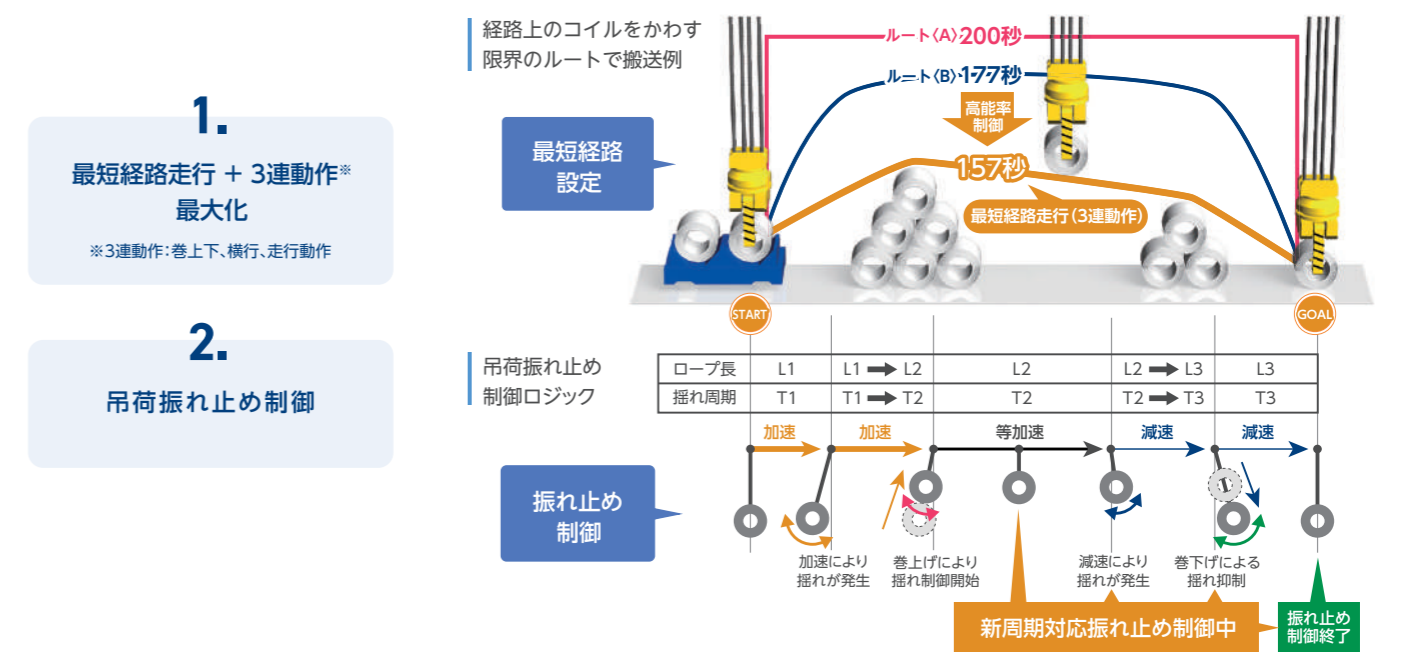 1.
最短経路走行 + 3連動作※
最大化
※3連動作:巻上下、横行、走行動作
2.
吊荷振れ止め制御
経路上のコイルをかわす
限界のルートで搬送例
ルート〈A〉200秒
ルート〈B〉177秒
高能率
制御
157秒
最短経路走行(3連動作)
最短経路
設定
START
GOAL
吊荷振れ止め
制御ロジック
ロープ長 L1 L1 ➡ L2 L2 L2 ➡ L3 L3
揺れ周期 T1 T1 ➡ T2 T2 T2 ➡ T3 T3
加速 加速 等加速 減速 減速
振れ止め
制御
加速により
揺れが発生
巻上げにより
揺れ制御開始
減速により
揺れが発生
巻下げによる
揺れ抑制
新周期対応振れ止め制御中
振れ止め
制御終了